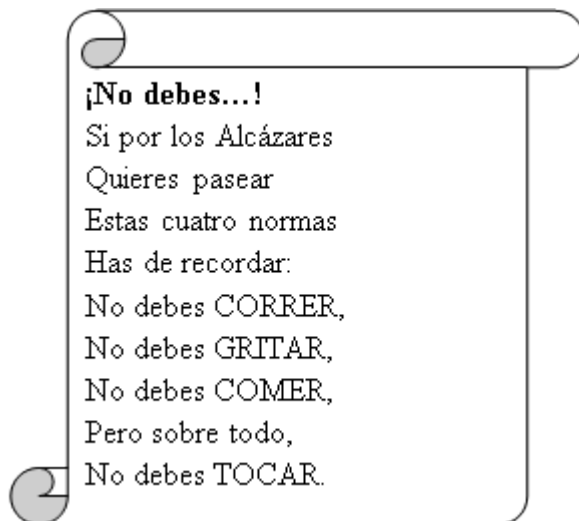 ¡No debes...!
Si por los Alcázares
Quieres pasear
Estas cuatro normas
Has de recordar:
No debes CORRER,
No debes GRITAR,
No debes COMER,
Pero sobre todo,
No debes TOCAR.